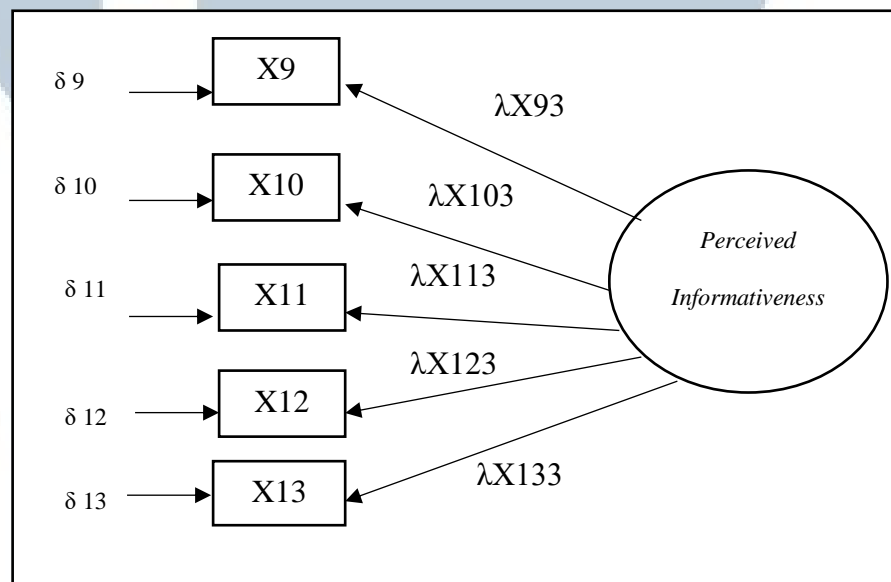 δ 9
X9
λX93
δ 10
X10
λX103
Perceived
Informativeness
δ 11
X11
λX113
δ 12
X12
λX123
δ 13
X13
λX133